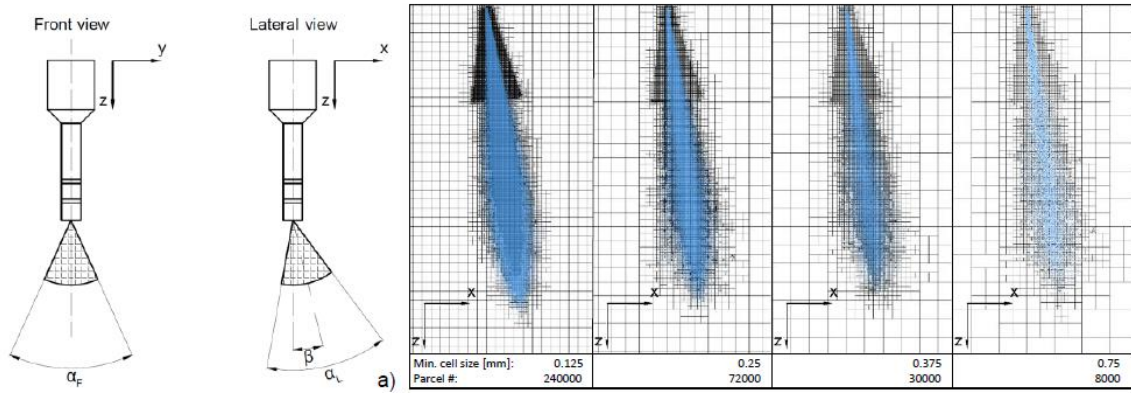 Front view
Lateral view
y
z
x
z
α_F
β
α_L
a)
x
z
x
z
x
z
x
z
Min. cell size [mm]: 0.125 0.25 0.375 0.75
Parcel #: 240000 72000 30000 8000